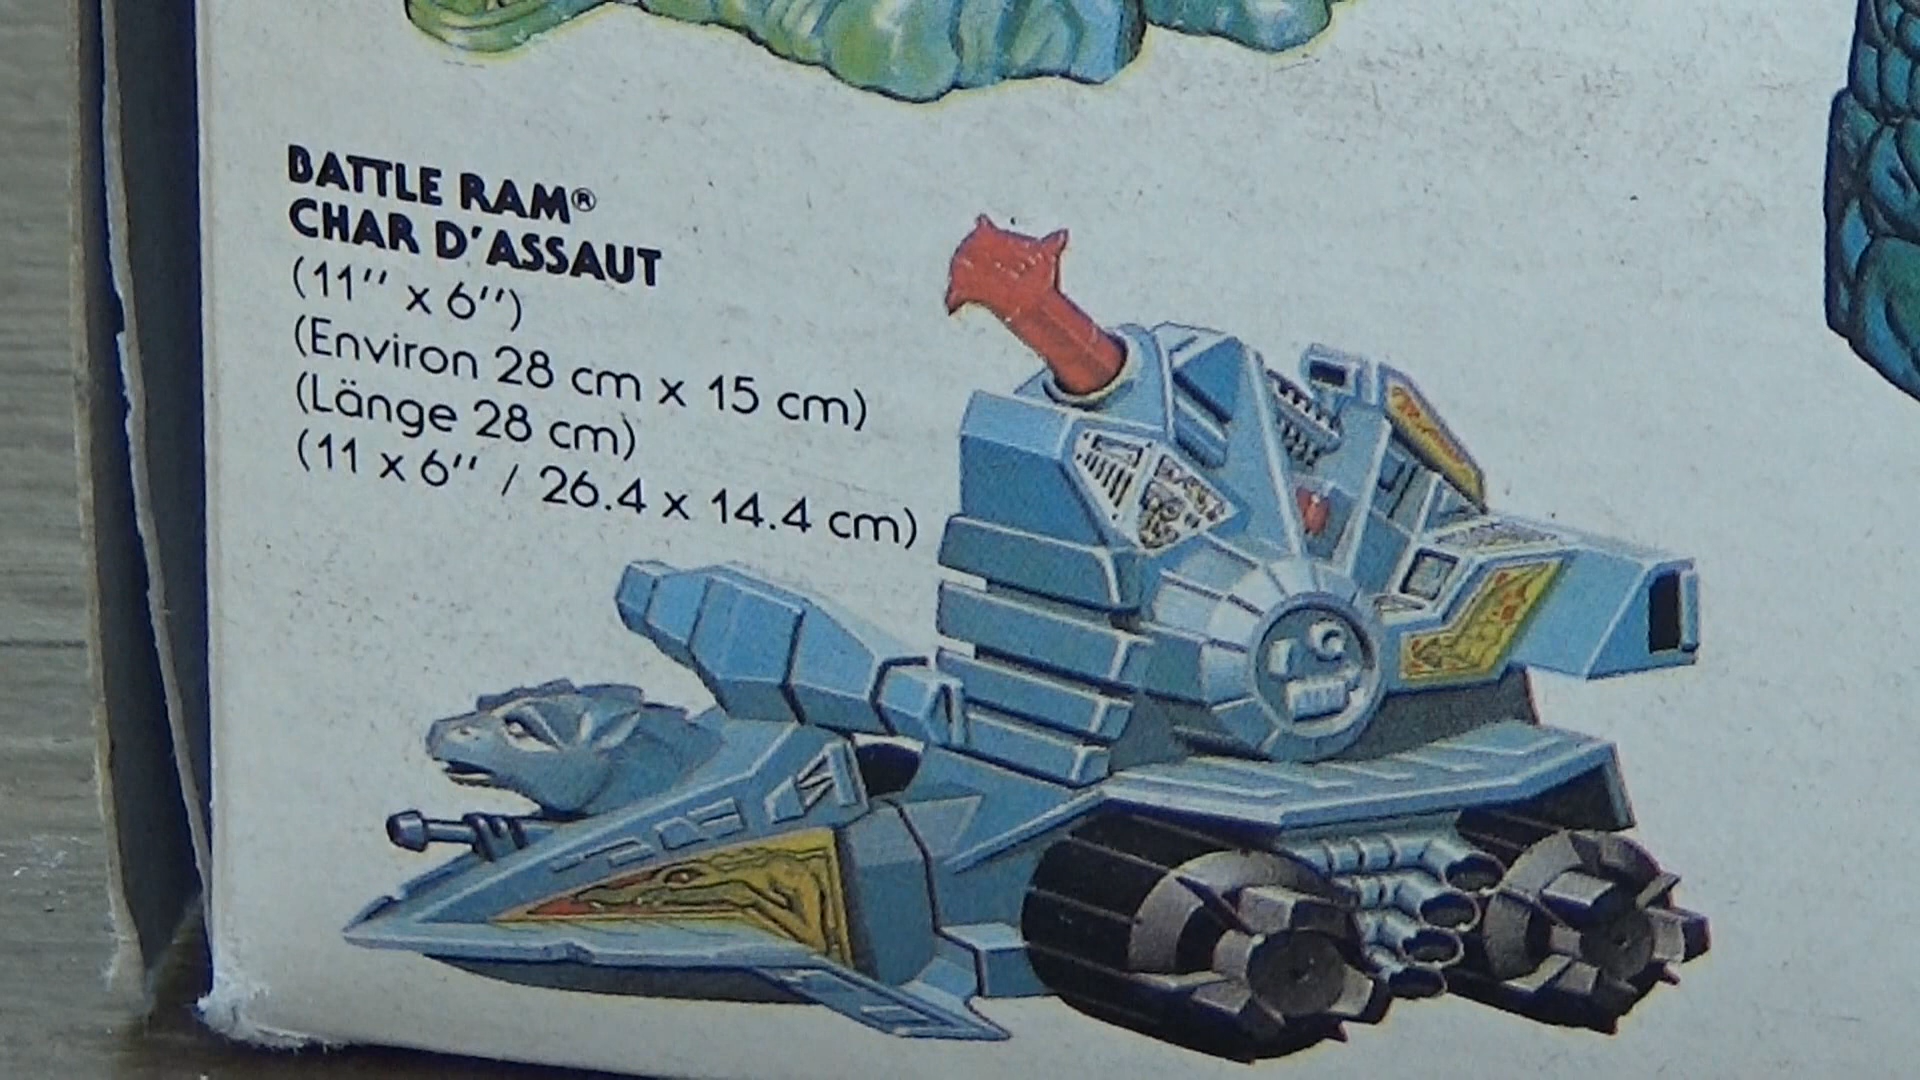 BATTLE RAM®
CHAR D'ASSAUT
(11" x 6")
(Environ 28 cm x 15 cm)
(Länge 28 cm)
(11 x 6" / 26.4 x 14.4 cm)